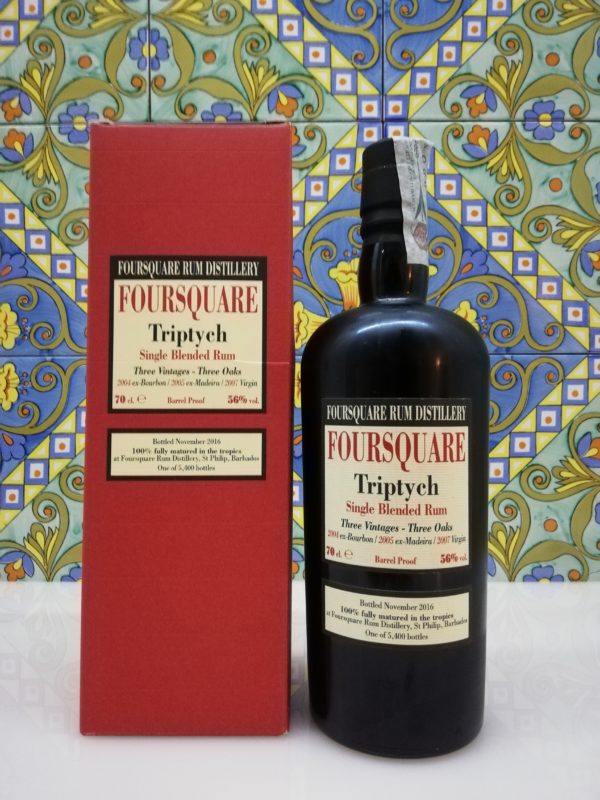 FOURSQUARE RUM DISTILLERY
FOURSQUARE
Triptych
Single Blended Rum
Three Vintages - Three Oaks
2004 ex-Bourbon / 2005 ex-Madeira / 2007 Virgin
70 cl. ℮ Barrel Proof 56% vol.
Bottled November 2016
100% fully matured in the tropics
at Foursquare Rum Distillery, St Philip, Barbados
One of 5,400 bottles
FOURSQUARE RUM DISTILLERY
FOURSQUARE
Triptych
Single Blended Rum
Three Vintages - Three Oaks
2004 ex-Bourbon / 2005 ex-Madeira / 2007 Virgin
70 cl. ℮ Barrel Proof 56% vol.
Bottled November 2016
100% fully matured in the tropics
at Foursquare Rum Distillery, St Philip, Barbados
One of 5,400 bottles